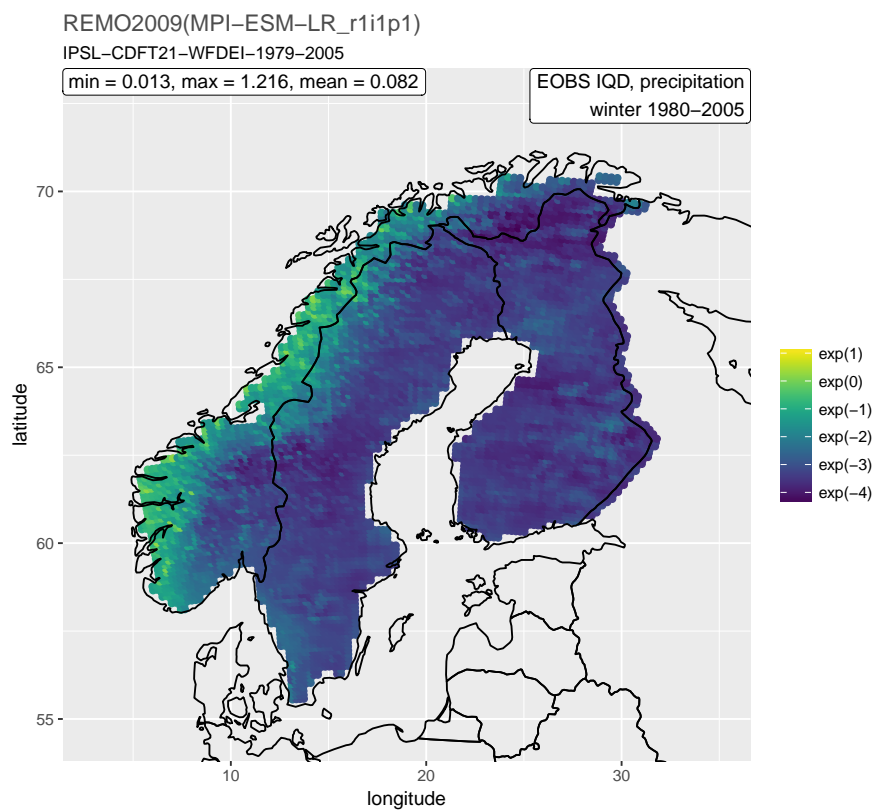 REMO2009(MPI−ESM−LR_r1i1p1)
IPSL−CDFT21−WFDEI−1979−2005
min = 0.013, max = 1.216, mean = 0.082
EOBS IQD, precipitation
winter 1980−2005
70
65
60
55
latitude
10
20
30
longitude
exp(1)
exp(0)
exp(−1)
exp(−2)
exp(−3)
exp(−4)